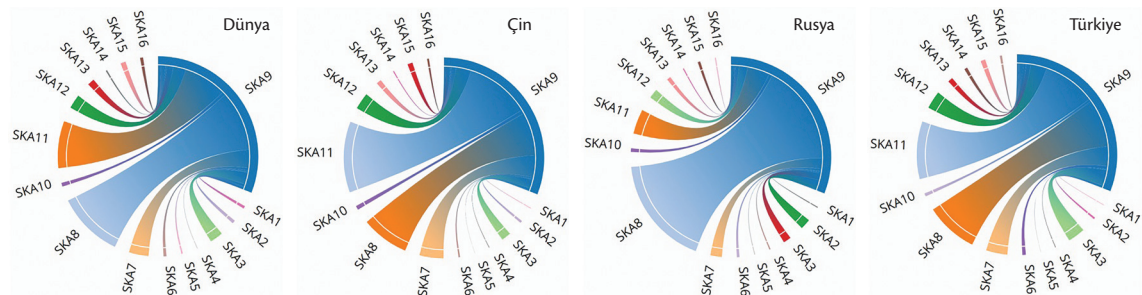 Dünya
SKA16
SKA15
SKA14
SKA13
SKA12
SKA11
SKA10
SKA9
SKA8
SKA7
SKA6
SKA5
SKA4
SKA3
SKA2
SKA1
Çin
SKA16
SKA15
SKA14
SKA13
SKA12
SKA11
SKA10
SKA9
SKA8
SKA7
SKA6
SKA5
SKA4
SKA3
SKA2
SKA1
Rusya
SKA16
SKA15
SKA14
SKA13
SKA12
SKA11
SKA10
SKA9
SKA8
SKA7
SKA6
SKA5
SKA4
SKA3
SKA2
SKA1
Türkiye
SKA16
SKA15
SKA14
SKA13
SKA12
SKA11
SKA10
SKA9
SKA8
SKA7
SKA6
SKA5
SKA4
SKA3
SKA2
SKA1